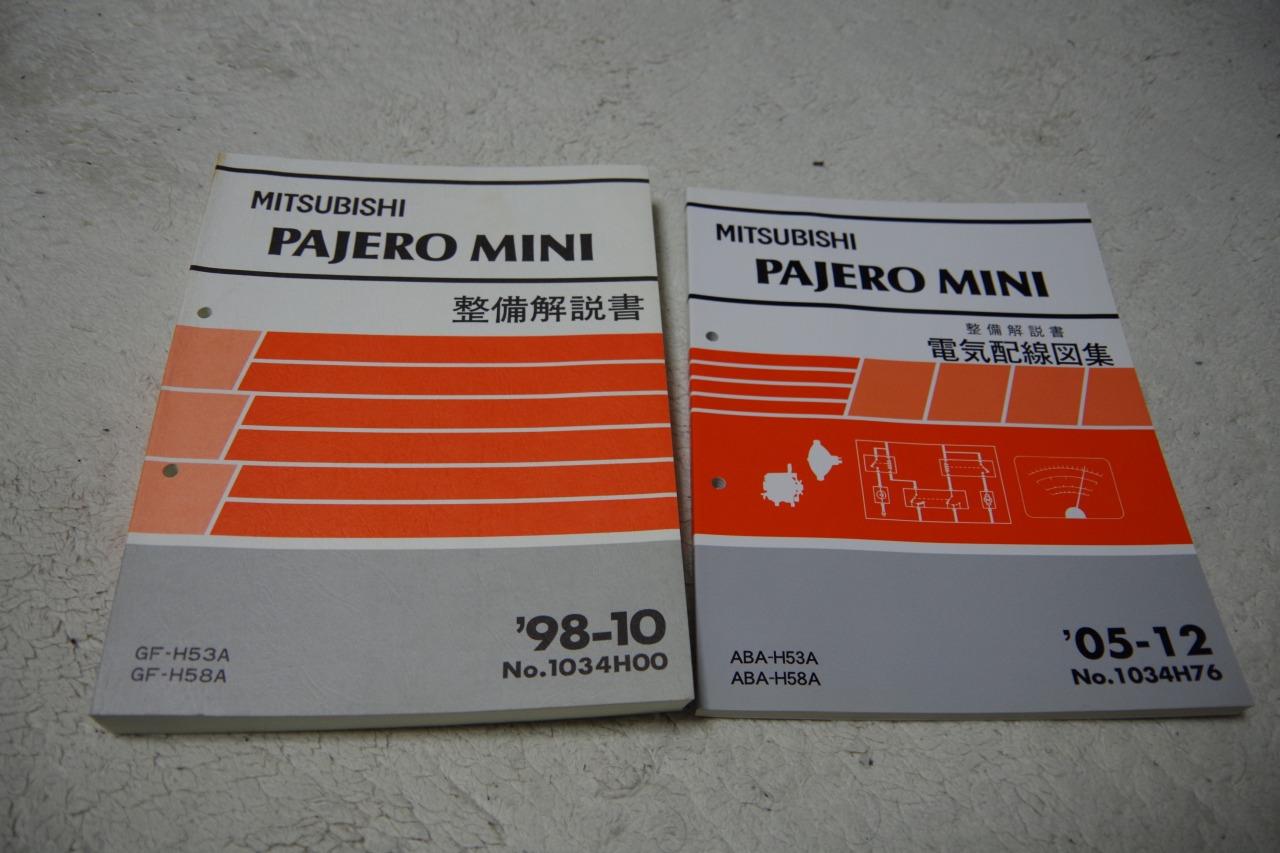 MITSUBISHI
PAJERO MINI
整備解説書
GF-H53A
GF-H58A
'98-10
No.1034H00
MITSUBISHI
PAJERO MINI
整備解説書
電気配線図集
ABA-H53A
ABA-H58A
'05-12
No.1034H76